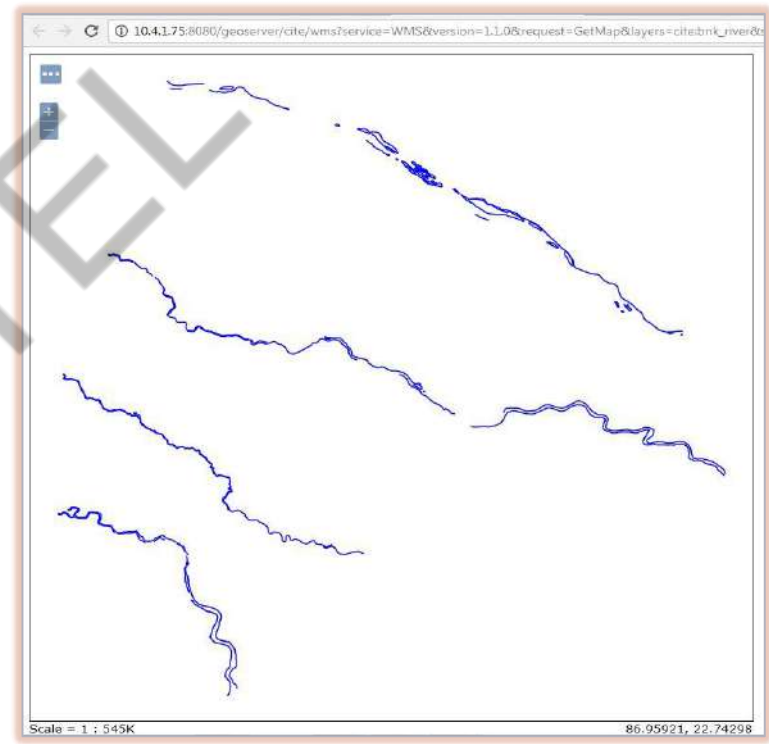 10.4.1.75:8080/geoserver/cite/wms?service=WMS&version=1.1.0&request=GetMap&layers=cite:bnk_river&
Scale = 1 : 545K
86.95921, 22.74298